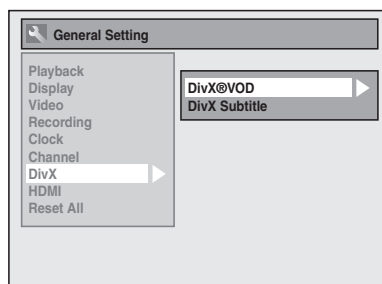 General Setting
Playback
Display
Video
Recording
Clock
Channel
DivX
HDMI
Reset All
DivX®VOD
DivX Subtitle